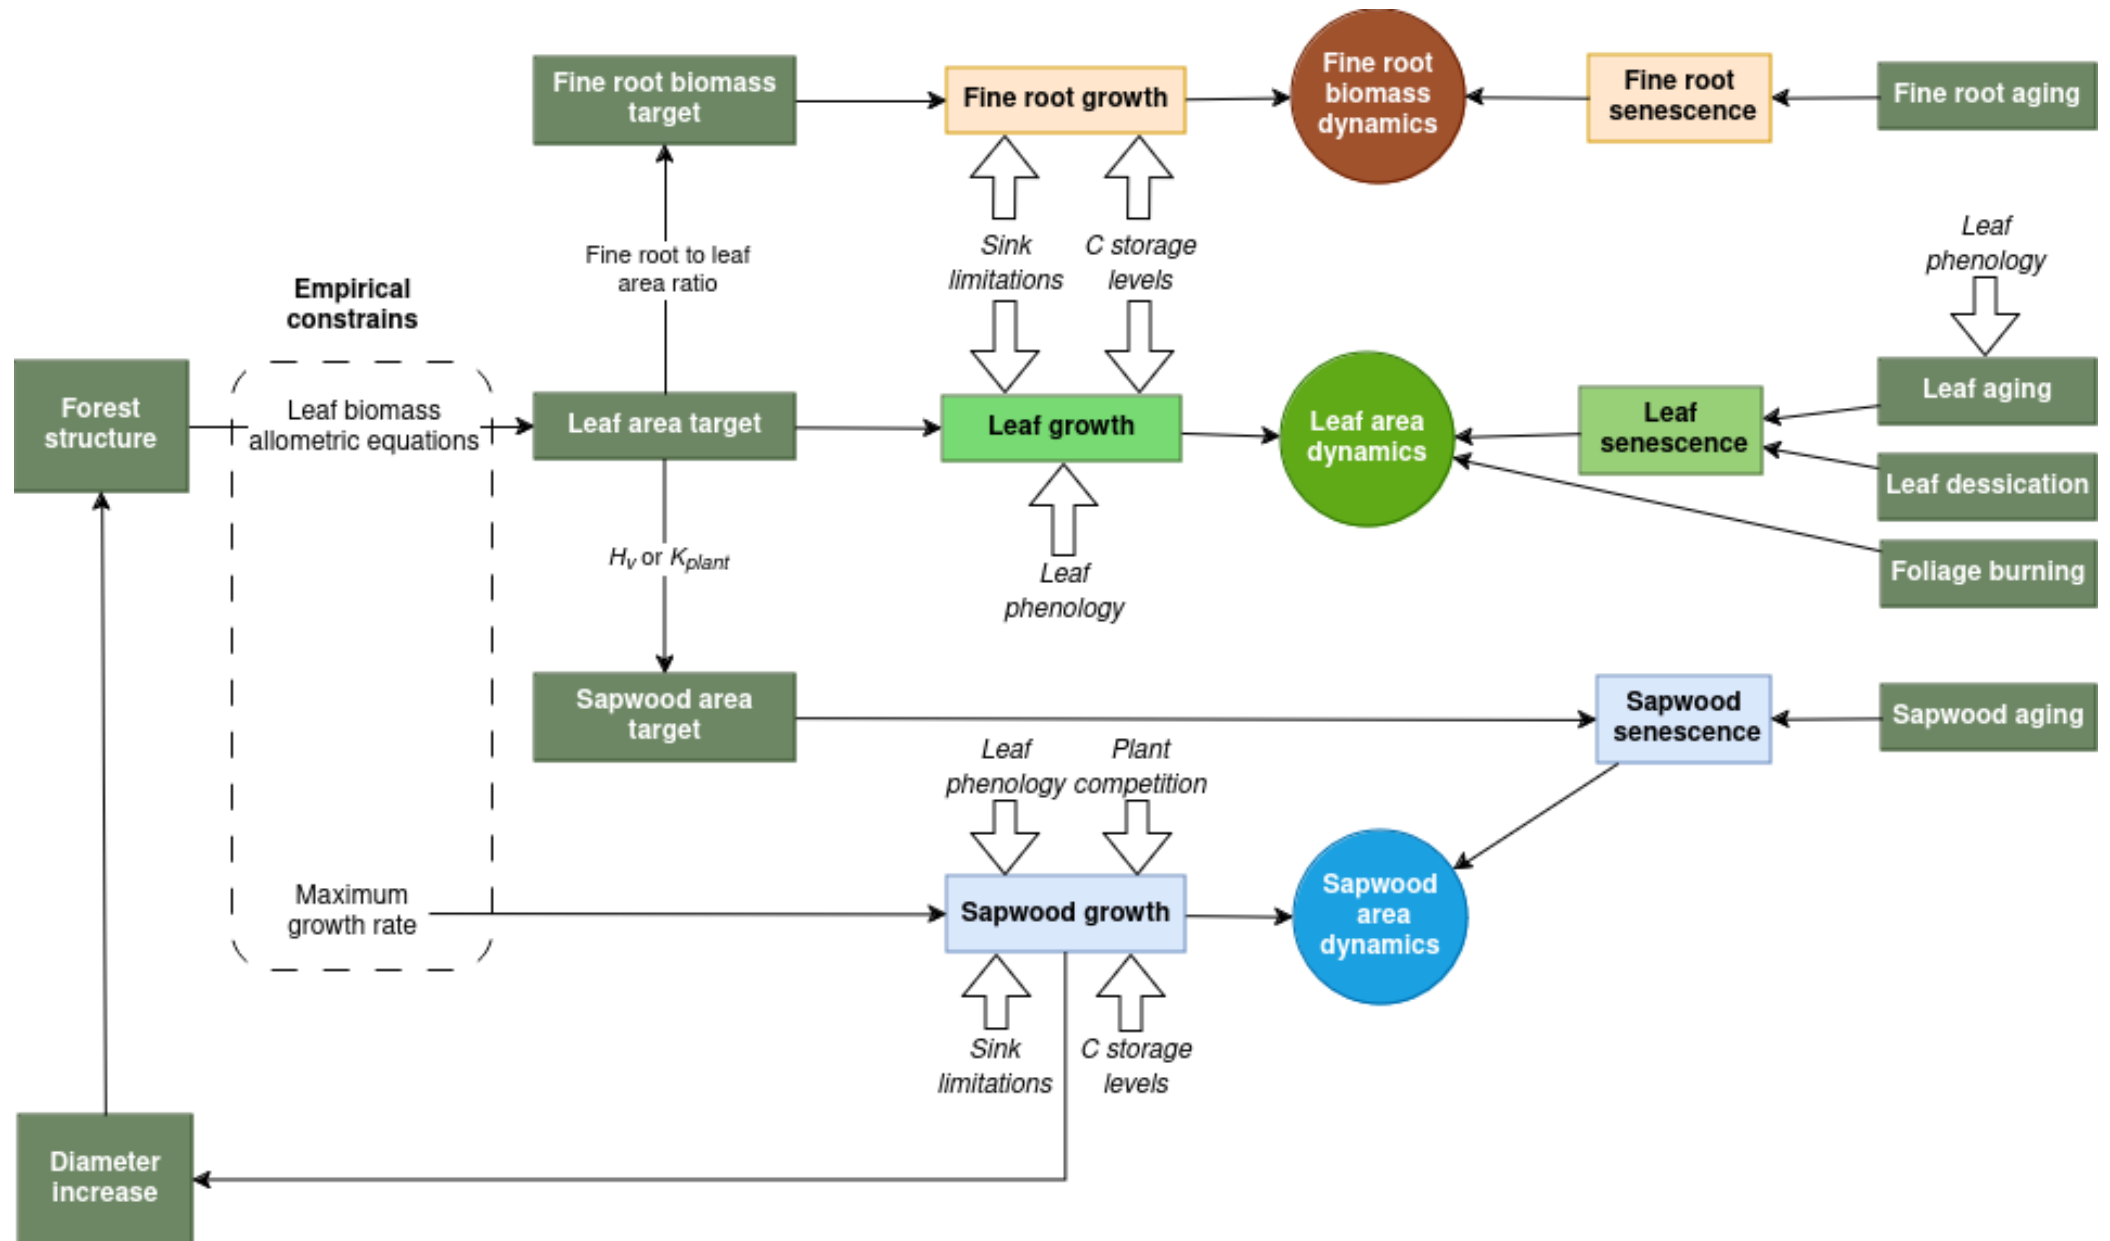 Fine root biomass
target
Fine root growth
Fine root
biomass
dynamics
Fine root
senescence
Fine root aging
Fine root to leaf
area ratio
Sink
limitations
C storage
levels
Leaf
phenology
Empirical
constrains
Forest
structure
Leaf biomass
allometric equations
Leaf area target
Leaf growth
Leaf area
dynamics
Leaf
senescence
Leaf aging
Leaf dessication
Foliage burning
Hv or Kplant
Leaf
phenology
Sapwood area
target
Sapwood
senescence
Sapwood aging
Leaf
phenology
Plant
competition
Maximum
growth rate
Sapwood growth
Sapwood
area
dynamics
Sink
limitations
C storage
levels
Diameter
increase